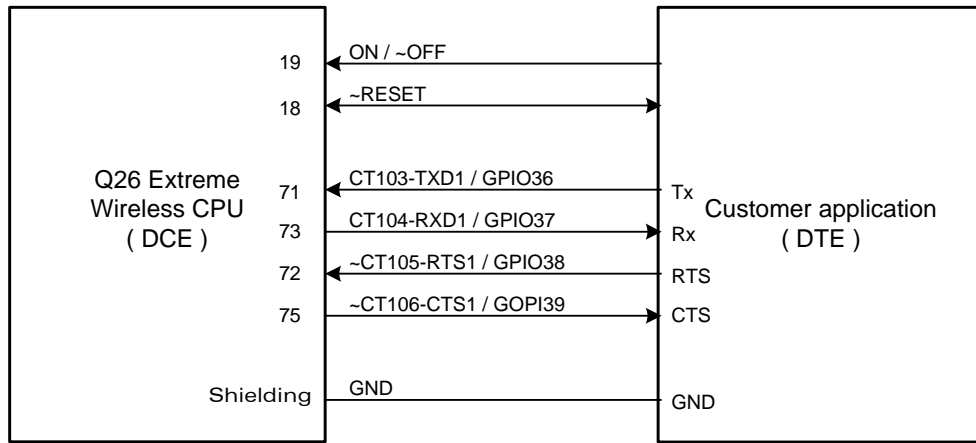 19 ON / ~OFF
18 ~RESET
Q26 Extreme
Wireless CPU
( DCE )
71 CT103-TXD1 / GPIO36 Tx
73 CT104-RXD1 / GPIO37 Rx
72 ~CT105-RTS1 / GPIO38 RTS
75 ~CT106-CTS1 / GOPI39 CTS
Customer application
( DTE )
Shielding GND GND